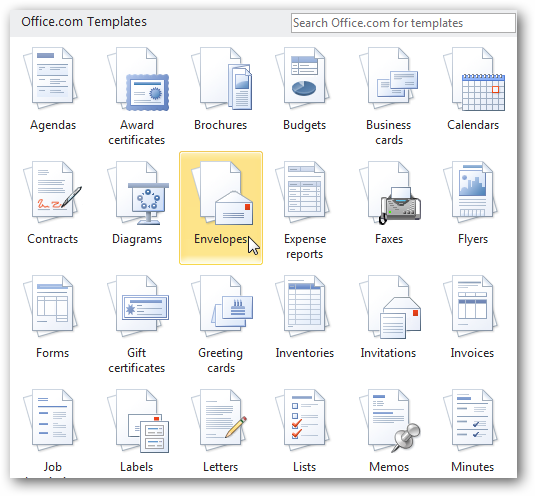 Office.com Templates
Search Office.com for templates
Agendas
Award
certificates
Brochures
Budgets
Business
cards
Calendars
Contracts
Diagrams
Envelopes
Expense
reports
Faxes
Flyers
Forms
Gift
certificates
Greeting
cards
Inventories
Invitations
Invoices
Job
Labels
Letters
Lists
Memos
Minutes